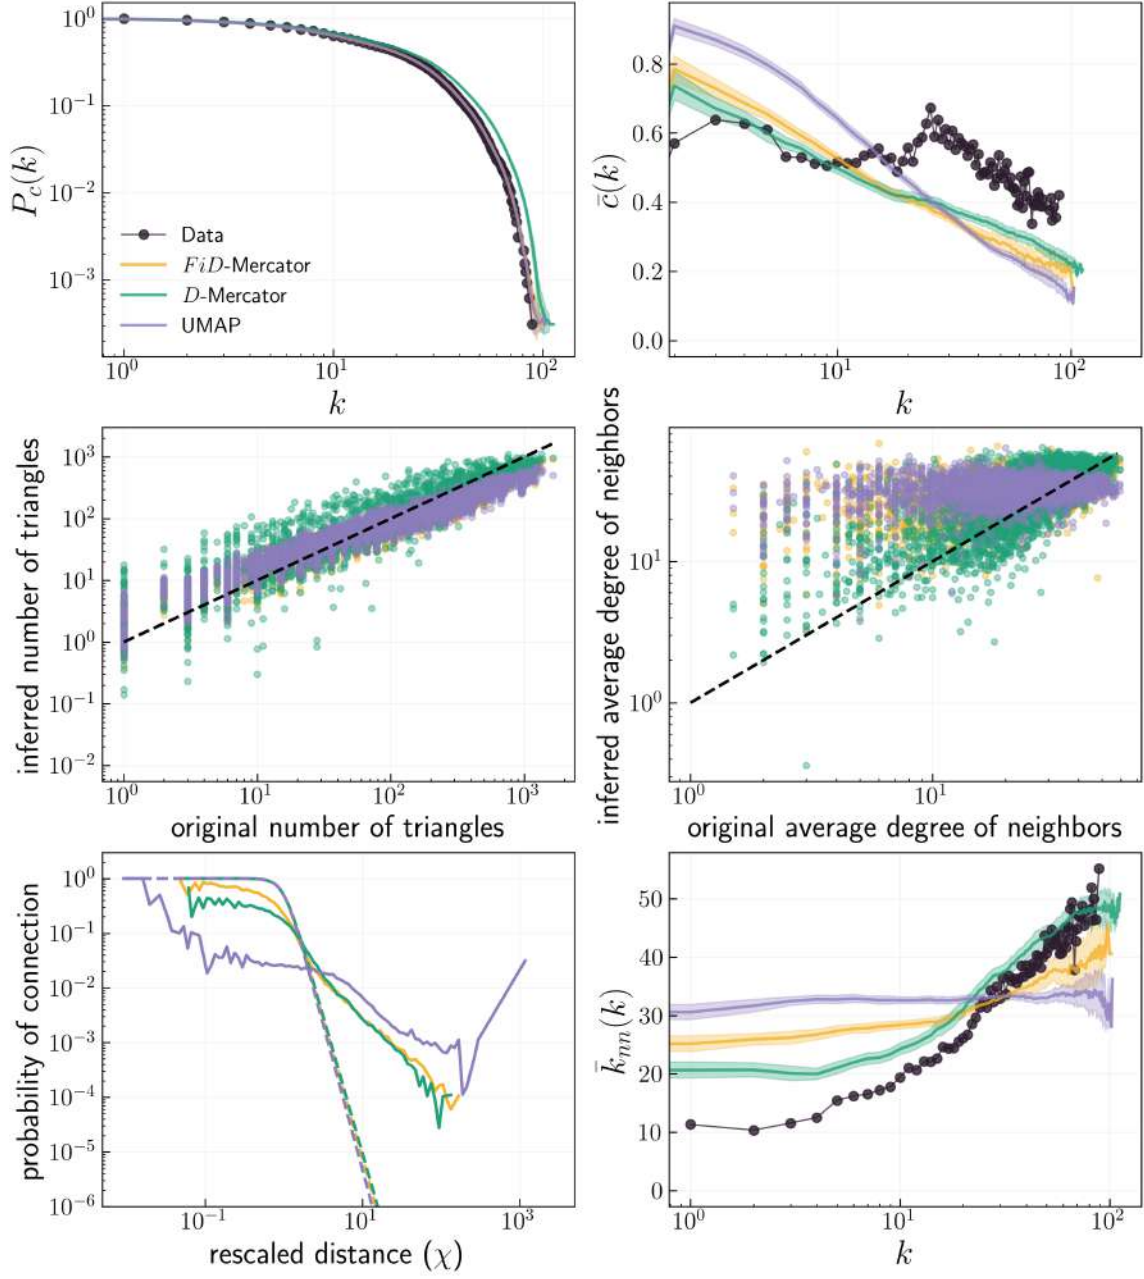 10^0
10^{-1}
10^{-2}
10^{-3}
P_c(k)
Data
FiD-Mercator
D-Mercator
UMAP
10^0 10^1 10^2
k
0.8
0.6
0.4
0.2
0.0
c̄(k)
10^1 10^2
k
10^3
10^2
10^1
10^0
10^{-1}
10^{-2}
inferred number of triangles
10^0 10^1 10^2 10^3
original number of triangles
10^1
10^0
inferred average degree of neighbors
10^0 10^1
original average degree of neighbors
10^0
10^{-1}
10^{-2}
10^{-3}
10^{-4}
10^{-5}
10^{-6}
probability of connection
10^{-1} 10^1 10^3
rescaled distance (χ)
50
40
30
20
10
0
k̄_{nn}(k)
10^0 10^1 10^2
k